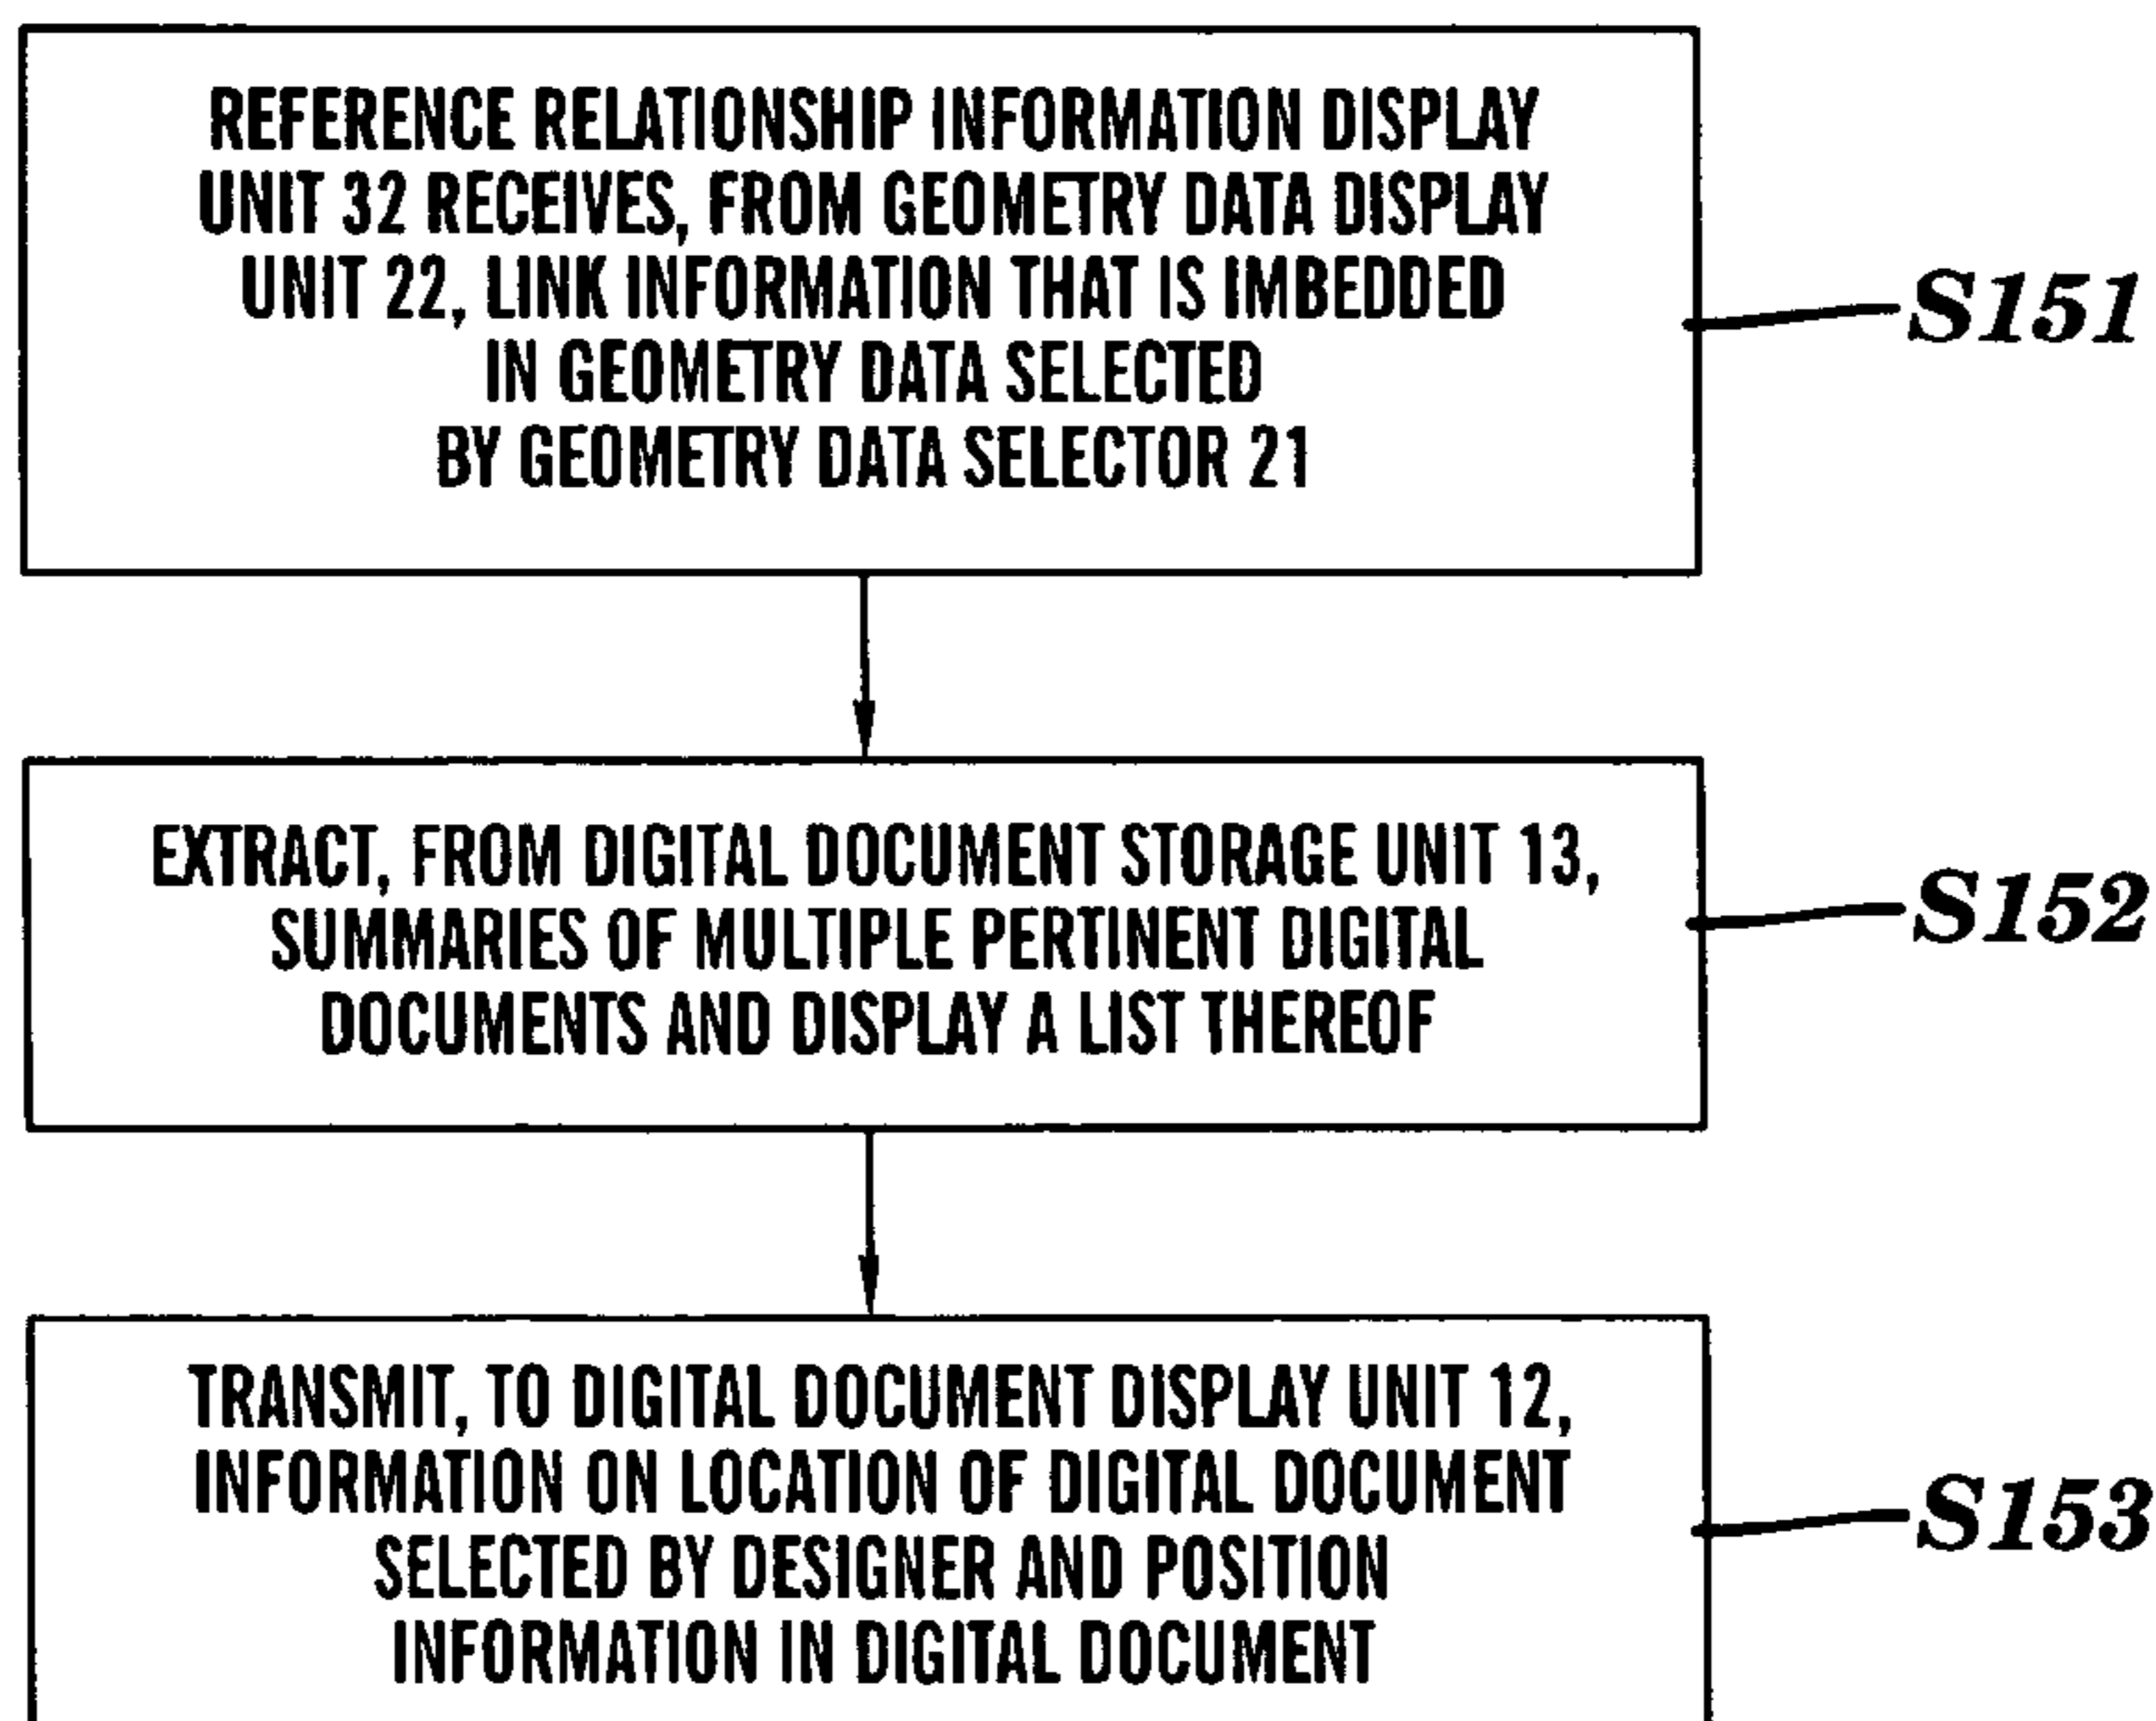 REFERENCE RELATIONSHIP INFORMATION DISPLAY
UNIT 32 RECEIVES, FROM GEOMETRY DATA DISPLAY
UNIT 22, LINK INFORMATION THAT IS IMBEDDED
IN GEOMETRY DATA SELECTED
BY GEOMETRY DATA SELECTOR 21
S151
EXTRACT, FROM DIGITAL DOCUMENT STORAGE UNIT 13,
SUMMARIES OF MULTIPLE PERTINENT DIGITAL
DOCUMENTS AND DISPLAY A LIST THEREOF
S152
TRANSMIT, TO DIGITAL DOCUMENT DISPLAY UNIT 12,
INFORMATION ON LOCATION OF DIGITAL DOCUMENT
SELECTED BY DESIGNER AND POSITION
INFORMATION IN DIGITAL DOCUMENT
S153